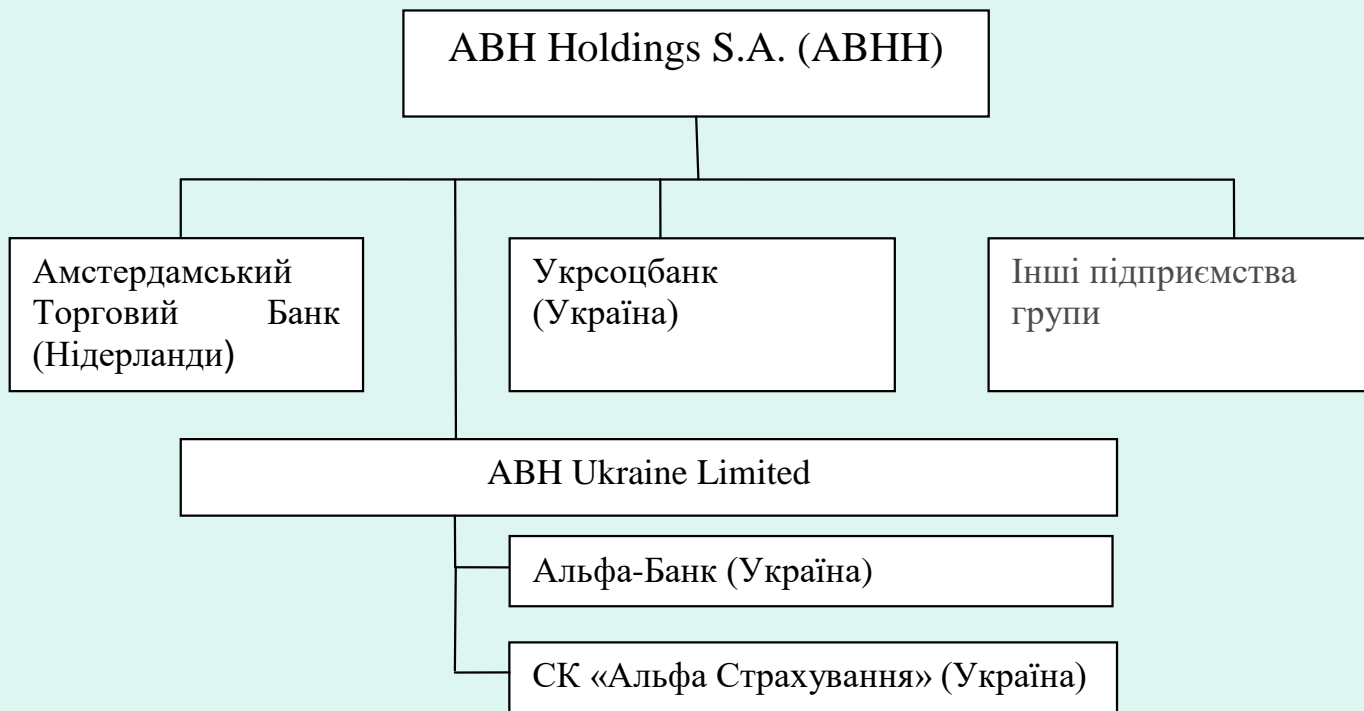 ABH Holdings S.A. (ABHH)
Амстердамський
Торговий Банк
(Нідерланди)
Укрсоцбанк
(Україна)
Інші підприємства
групи
ABH Ukraine Limited
Альфа-Банк (Україна)
СК «Альфа Страхування» (Україна)